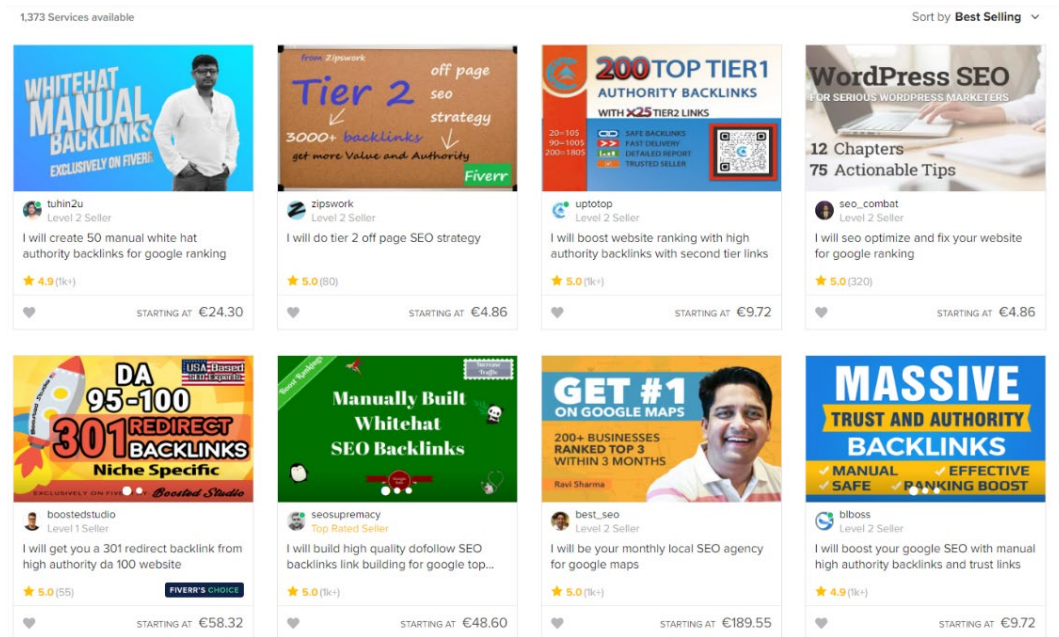 1,373 Services available
Sort by Best Selling
WHITEHAT
MANUAL
BACKLINKS
EXCLUSIVELY ON FIVERR
tuhin2u
Level 2 Seller
I will create 50 manual white hat
authority backlinks for google ranking
4.9 (1k+)
STARTING AT €24.30
from Zipswork
Tier 2
off page
seo
strategy
3000+ backlinks
get more Value and Authority
Fiverr
zipswork
Level 2 Seller
I will do tier 2 off page SEO strategy
5.0 (80)
STARTING AT €4.86
200 TOP TIER1
AUTHORITY BACKLINKS
WITH X25 TIER2 LINKS
20=10$
90=100$
200=180$
SAFE BACKLINKS
FAST DELIVERY
DETAILED REPORT
TRUSTED SELLER
uptotop
Level 2 Seller
I will boost website ranking with high
authority backlinks with second tier links
5.0 (1k+)
STARTING AT €9.72
WordPress SEO
FOR SERIOUS WORDPRESS MARKETERS
12 Chapters
75 Actionable Tips
seo_combat
Level 2 Seller
I will seo optimize and fix your website
for google ranking
5.0 (320)
STARTING AT €4.86
USA-Based
SEO Experts
DA
95-100
301 REDIRECT
BACKLINKS
Niche Specific
EXCLUSIVELY ON
Boosted Studio
boostedstudio
Level 1 Seller
I will get you a 301 redirect backlink from
high authority da 100 website
5.0 (55)
FIVERR'S CHOICE
STARTING AT €58.32
Boost Rankings
Increase
Traffic
Manually Built
Whitehat
SEO Backlinks
seosupremacy
Top Rated Seller
I will build high quality dofollow SEO
backlinks link building for google top...
5.0 (1k+)
STARTING AT €48.60
GET #1
ON GOOGLE MAPS
200+ BUSINESSES
RANKED TOP 3
WITHIN 3 MONTHS
Ravi Sharma
best_seo
Level 2 Seller
I will be your monthly local SEO agency
for google maps
5.0 (1k+)
STARTING AT €189.55
MASSIVE
TRUST AND AUTHORITY
BACKLINKS
MANUAL
EFFECTIVE
SAFE
RANKING BOOST
blboss
Level 2 Seller
I will boost your google SEO with manual
high authority backlinks and trust links
4.9 (1k+)
STARTING AT €9.72